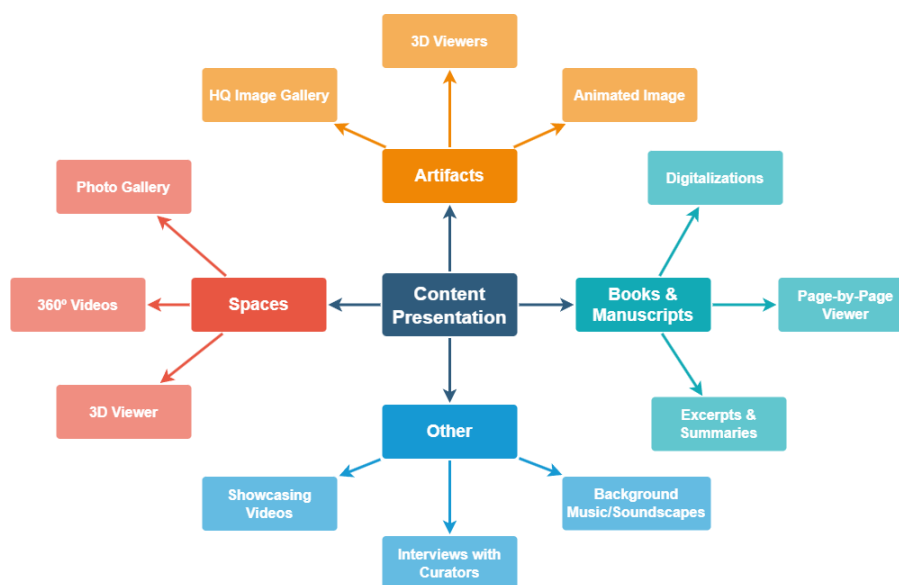 3D Viewers
HQ Image Gallery
Animated Image
Artifacts
Photo Gallery
Digitalizations
360º Videos
Spaces
Content
Presentation
Books &
Manuscripts
Page-by-Page
Viewer
3D Viewer
Other
Excerpts &
Summaries
Showcasing
Videos
Background
Music/Soundscapes
Interviews with
Curators